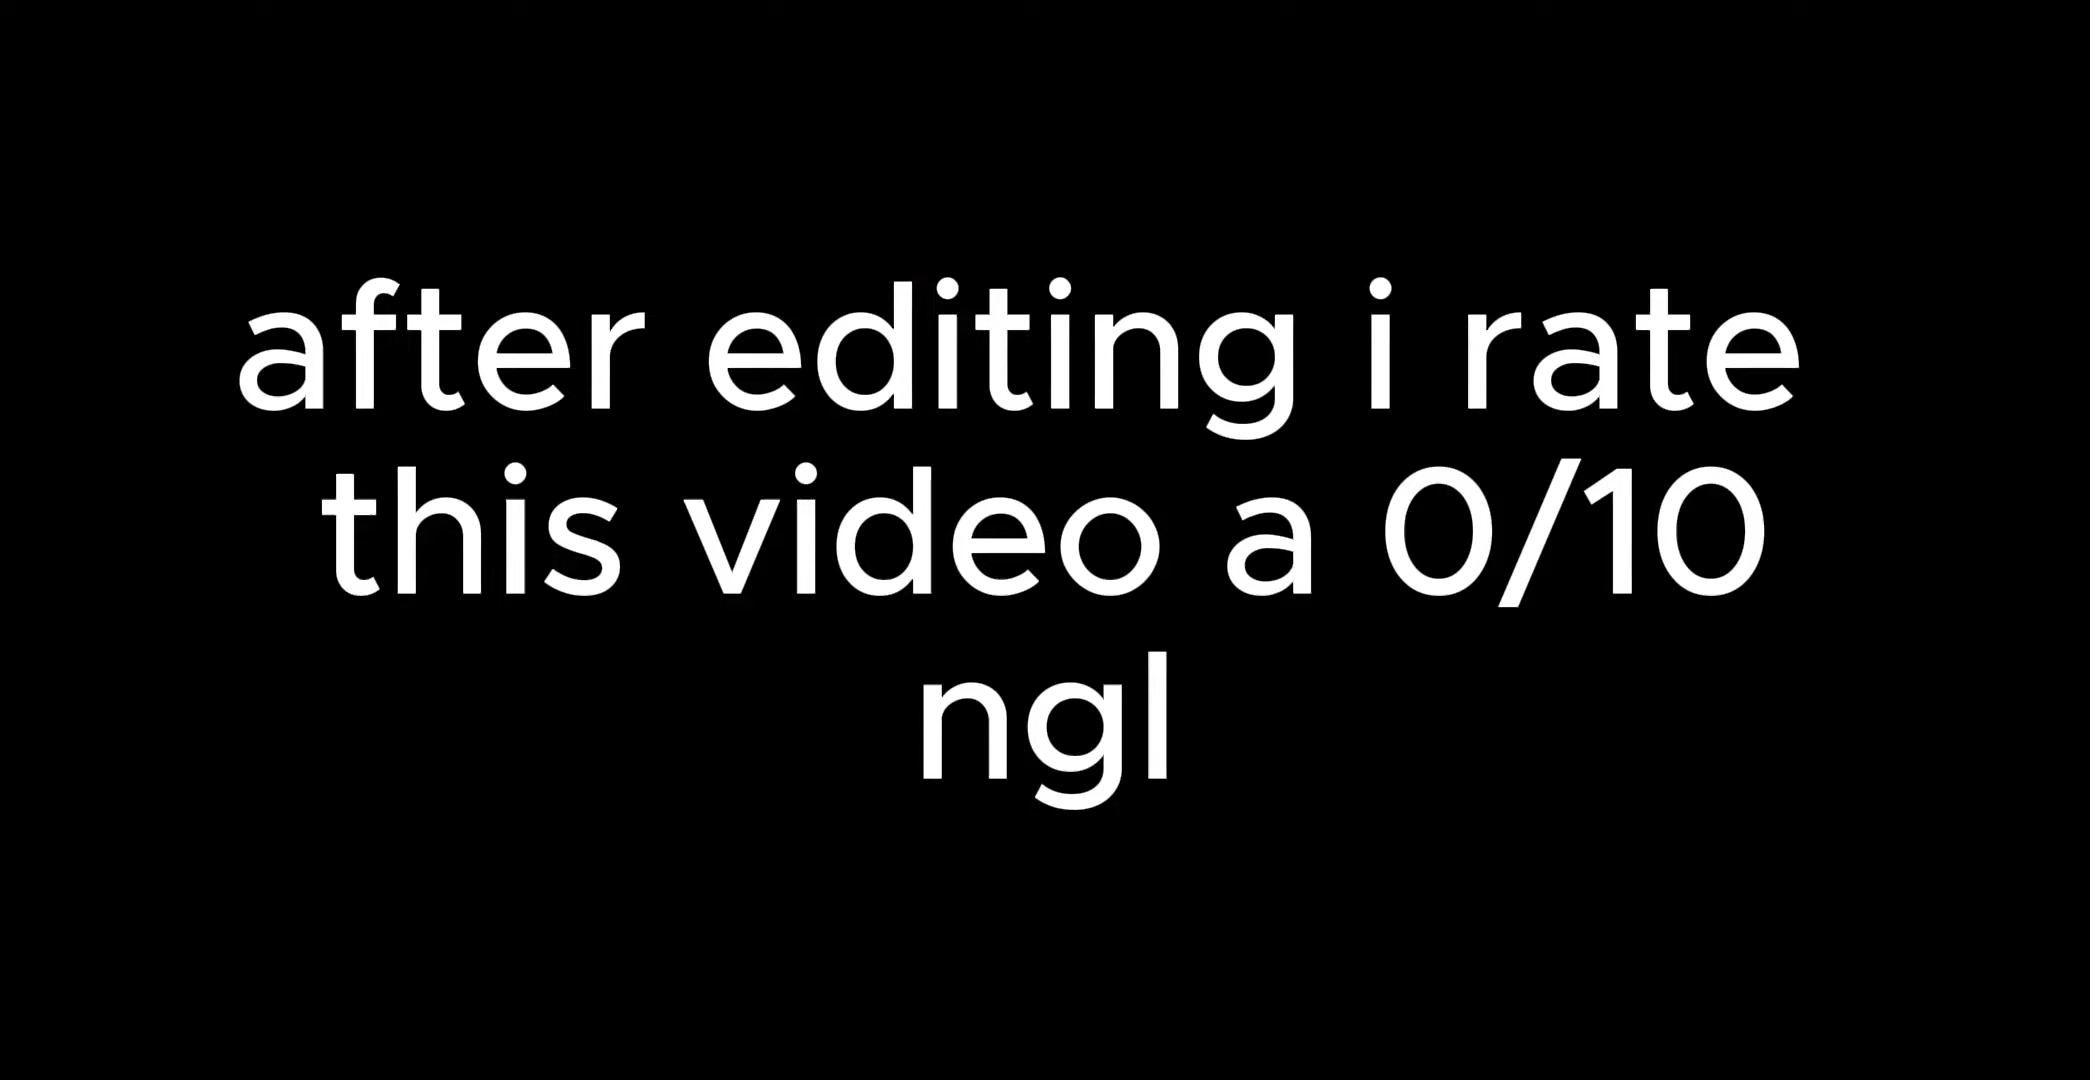 after editing i rate
this video a 0/10
ngl